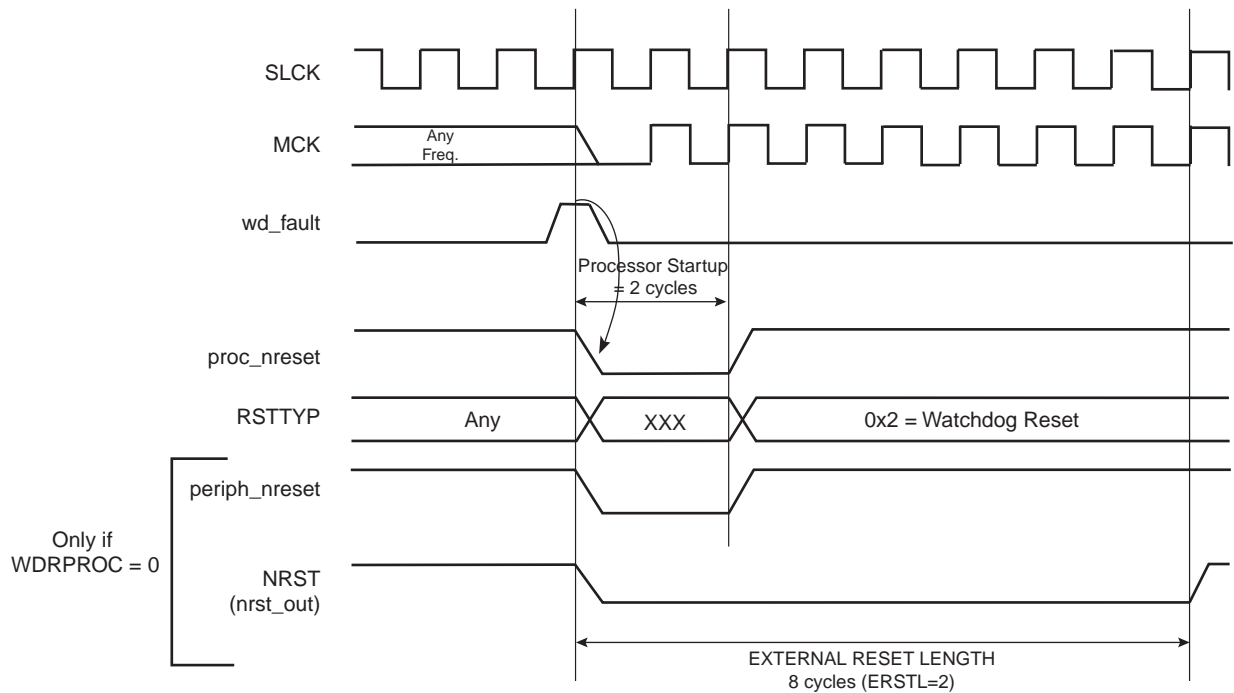 SLCK
MCK
Any
Freq.
wd_fault
Processor Startup
= 2 cycles
proc_nreset
RSTTYP
Any
XXX
0x2 = Watchdog Reset
periph_nreset
Only if
WDRPROC = 0
NRST
(nrst_out)
EXTERNAL RESET LENGTH
8 cycles (ERSTL=2)